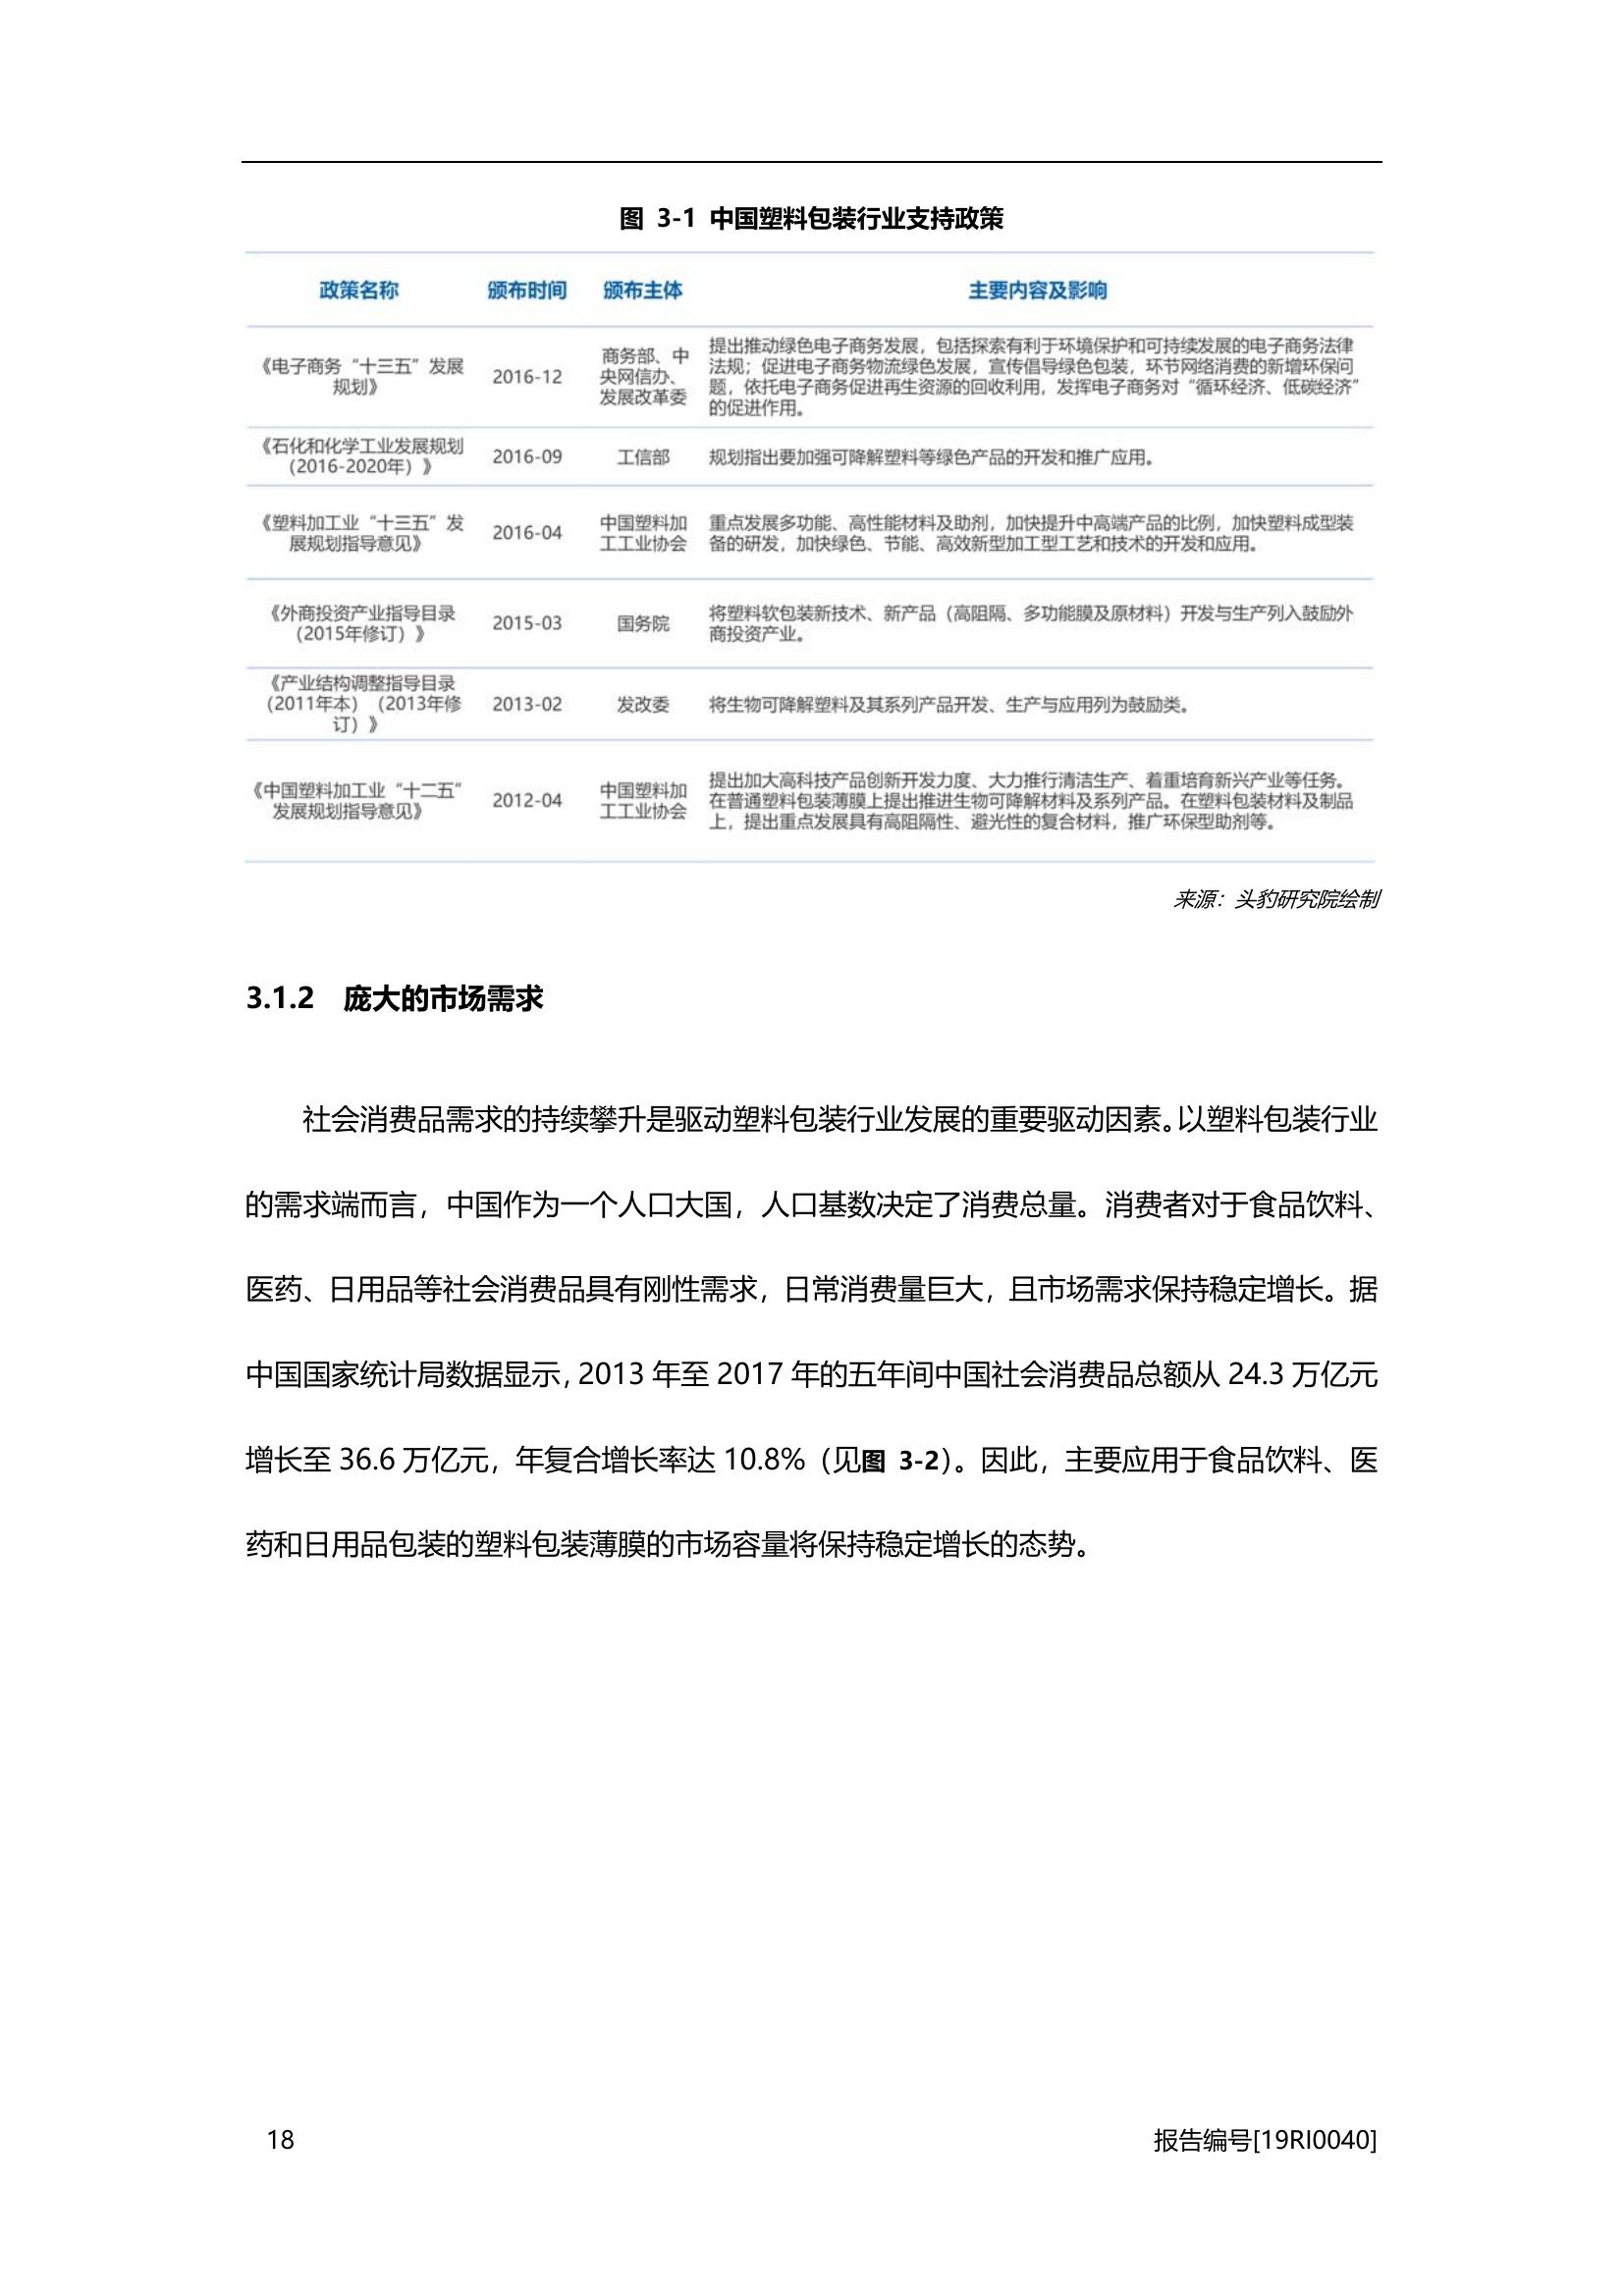 图 3-1 中国塑料包装行业支持政策
政策名称 颁布时间 颁布主体 主要内容及影响
《电子商务“十三五”发展
规划》
2016-12
商务部、中
央网信办、
发展改革委
提出推动绿色电子商务发展，包括探索有利于环境保护和可持续发展的电子商务法律
法规；促进电子商务物流绿色发展，宣传倡导绿色包装，环节网络消费的新增环保问
题，依托电子商务促进再生资源的回收利用，发挥电子商务对“循环经济、低碳经济”
的促进作用。
《石化和化学工业发展规划
（2016-2020年）》
2016-09
工信部
规划指出要加强可降解塑料等绿色产品的开发和推广应用。
《塑料加工业“十三五”发
展规划指导意见》
2016-04
中国塑料加
工工业协会
重点发展多功能、高性能材料及助剂，加快提升中高端产品的比例，加快塑料成型装
备的研发，加快绿色、节能、高效新型加工型工艺和技术的开发和应用。
《外商投资产业指导目录
（2015年修订）》
2015-03
国务院
将塑料软包装新技术、新产品（高阻隔、多功能膜及原材料）开发与生产列入鼓励外
商投资产业。
《产业结构调整指导目录
（2011年本）（2013年修
订）》
2013-02
发改委
将生物可降解塑料及其系列产品开发、生产与应用列为鼓励类。
《中国塑料加工业“十二五”
发展规划指导意见》
2012-04
中国塑料加
工工业协会
提出加大高科技产品创新开发力度、大力推行清洁生产、着重培育新兴产业等任务。
在普通塑料包装薄膜上提出推进生物可降解材料及系列产品。在塑料包装材料及制品
上，提出重点发展具有高阻隔性、避光性的复合材料，推广环保型助剂等。
来源：头豹研究院绘制
3.1.2 庞大的市场需求
社会消费品需求的持续攀升是驱动塑料包装行业发展的重要驱动因素。以塑料包装行业
的需求端而言，中国作为一个人口大国，人口基数决定了消费总量。消费者对于食品饮料、
医药、日用品等社会消费品具有刚性需求，日常消费量巨大，且市场需求保持稳定增长。据
中国国家统计局数据显示，2013 年至 2017 年的五年间中国社会消费品总额从 24.3 万亿元
增长至 36.6 万亿元，年复合增长率达 10.8%（见图 3-2）。因此，主要应用于食品饮料、医
药和日用品包装的塑料包装薄膜的市场容量将保持稳定增长的态势。
18 报告编号[19RI0040]